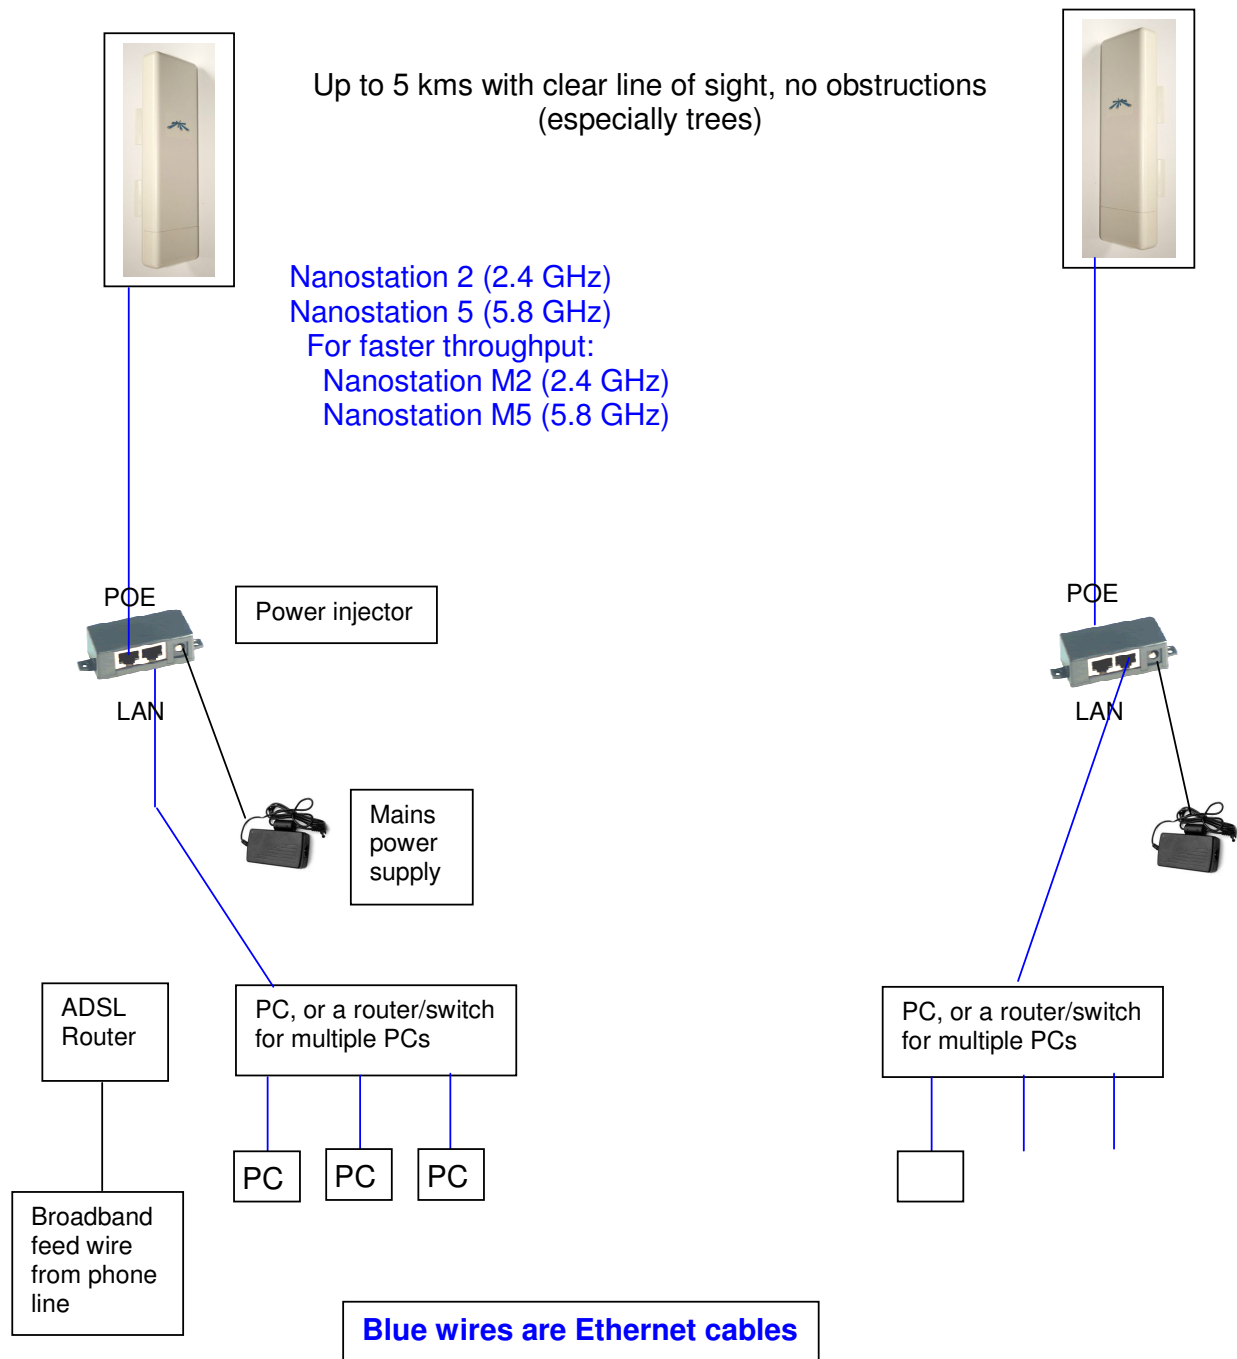 Up to 5 kms with clear line of sight, no obstructions
(especially trees)
Nanostation 2 (2.4 GHz)
Nanostation 5 (5.8 GHz)
For faster throughput:
Nanostation M2 (2.4 GHz)
Nanostation M5 (5.8 GHz)
POE
Power injector
LAN
POE
LAN
Mains
power
supply
ADSL
Router
PC, or a router/switch
for multiple PCs
PC, or a router/switch
for multiple PCs
PC
PC
PC
Broadband
feed wire
from phone
line
Blue wires are Ethernet cables